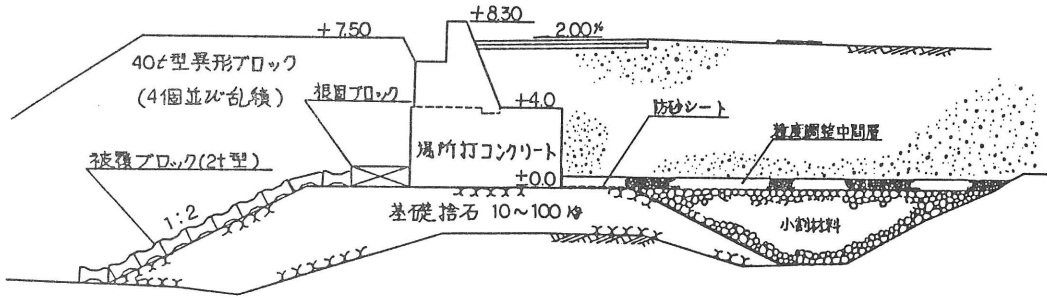 +8.30
+7.50
2.00%
40t型異形ブロック
(4個並び乱積)
根固ブロック
+4.0
防砂シート
粒度調整中間層
場所打コンクリート
被覆ブロック(2t型)
+0.0
1:2
基礎捨石 10~100 kg
小割材料